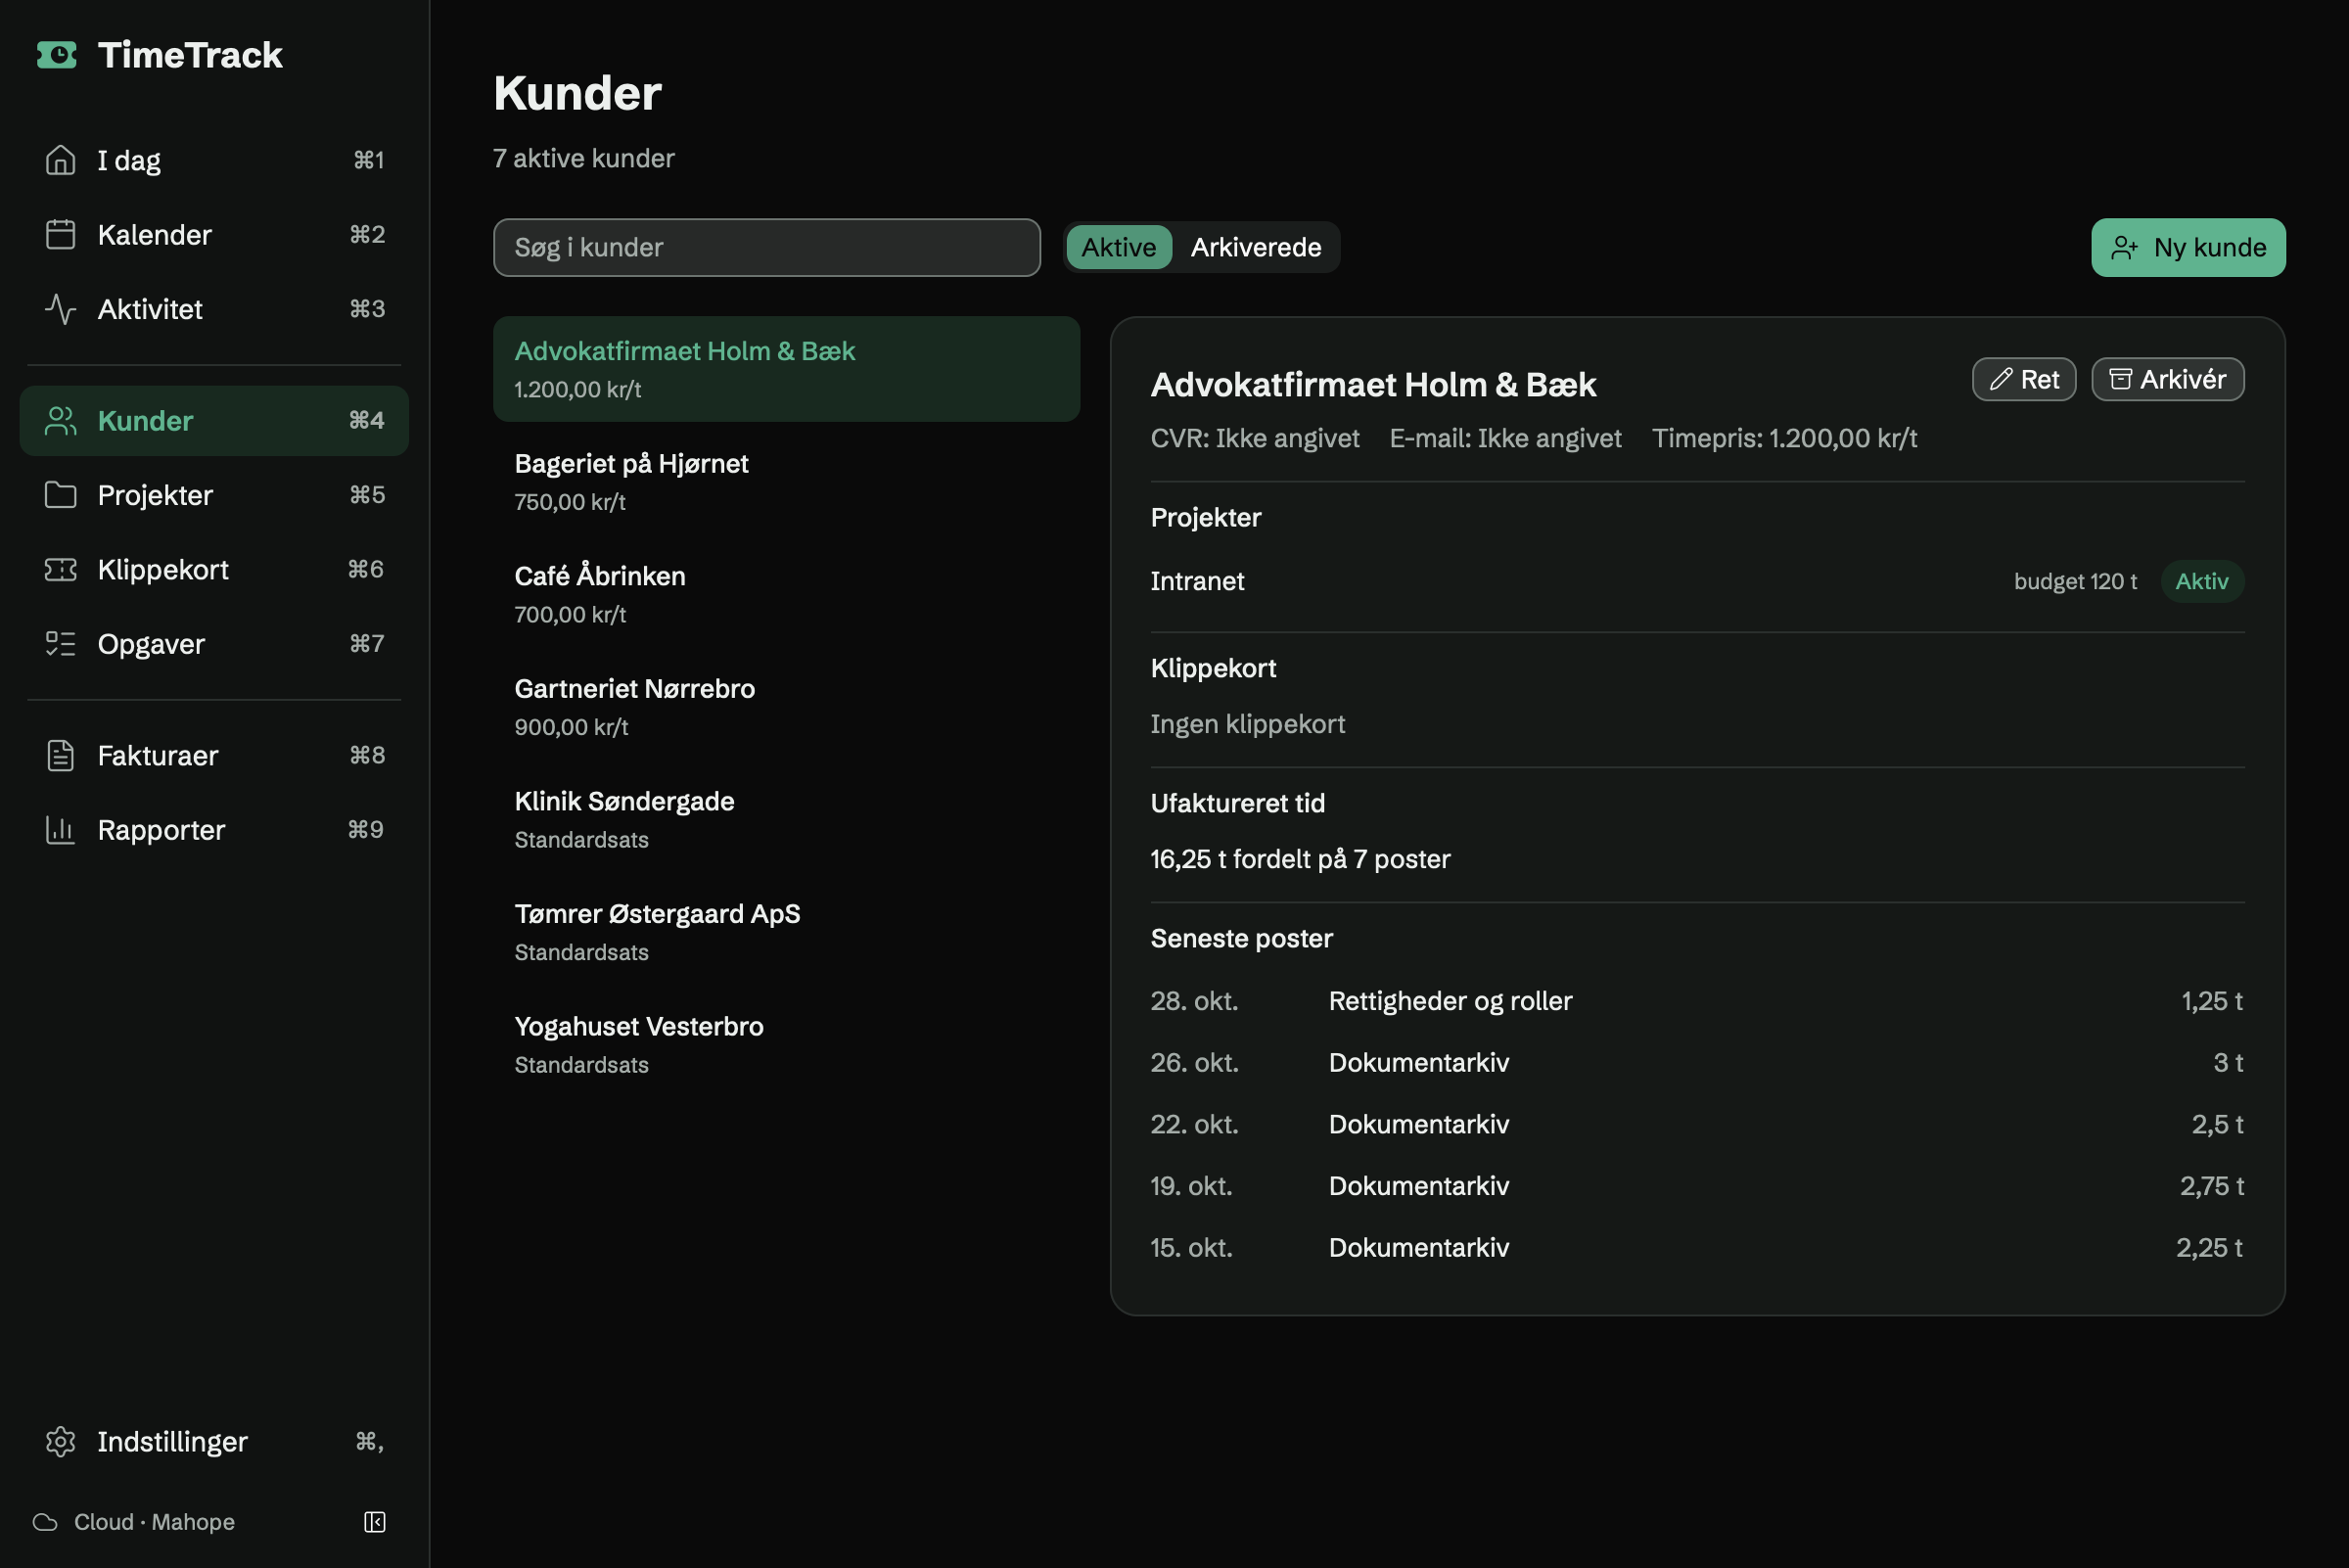 TimeTrack
I dag ⌘1
Kalender ⌘2
Aktivitet ⌘3
Kunder ⌘4
Projekter ⌘5
Klippekort ⌘6
Opgaver ⌘7
Fakturaer ⌘8
Rapporter ⌘9
Indstillinger ⌘,
Cloud · Mahope
Kunder
7 aktive kunder
Søg i kunder
Aktive Arkiverede
Ny kunde
Advokatfirmaet Holm & Bæk
1.200,00 kr/t
Bageriet på Hjørnet
750,00 kr/t
Café Åbrinken
700,00 kr/t
Gartneriet Nørrebro
900,00 kr/t
Klinik Søndergade
Standardsats
Tømrer Østergaard ApS
Standardsats
Yogahuset Vesterbro
Standardsats
Advokatfirmaet Holm & Bæk
Ret Arkivér
CVR: Ikke angivet E-mail: Ikke angivet Timepris: 1.200,00 kr/t
Projekter
Intranet budget 120 t Aktiv
Klippekort
Ingen klippekort
Ufaktureret tid
16,25 t fordelt på 7 poster
Seneste poster
28. okt. Rettigheder og roller 1,25 t
26. okt. Dokumentarkiv 3 t
22. okt. Dokumentarkiv 2,5 t
19. okt. Dokumentarkiv 2,75 t
15. okt. Dokumentarkiv 2,25 t